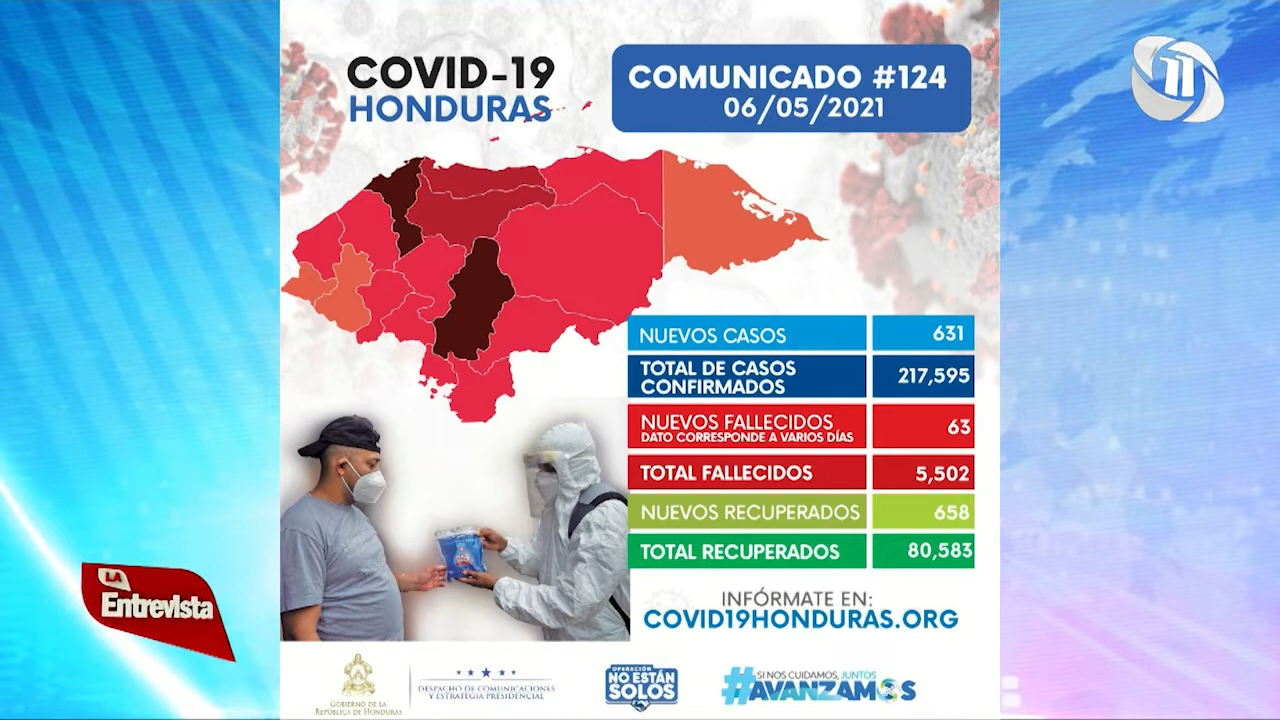 COVID-19
HONDURAS
COMUNICADO #124
06/05/2021
11
NUEVOS CASOS 631
TOTAL DE CASOS
CONFIRMADOS 217,595
NUEVOS FALLECIDOS
DATO CORRESPONDE A VARIOS DÍAS 63
TOTAL FALLECIDOS 5,502
NUEVOS RECUPERADOS 658
TOTAL RECUPERADOS 80,583
INFÓRMATE EN:
COVID19HONDURAS.ORG
LA
Entrevista
GOBIERNO DE LA
REPÚBLICA DE HONDURAS
DESPACHO DE COMUNICACIONES
Y ESTRATEGIA PRESIDENCIAL
OPERACIÓN
NO ESTÁN
SOLOS
SI NOS CUIDAMOS, JUNTOS
#AVANZAMOS